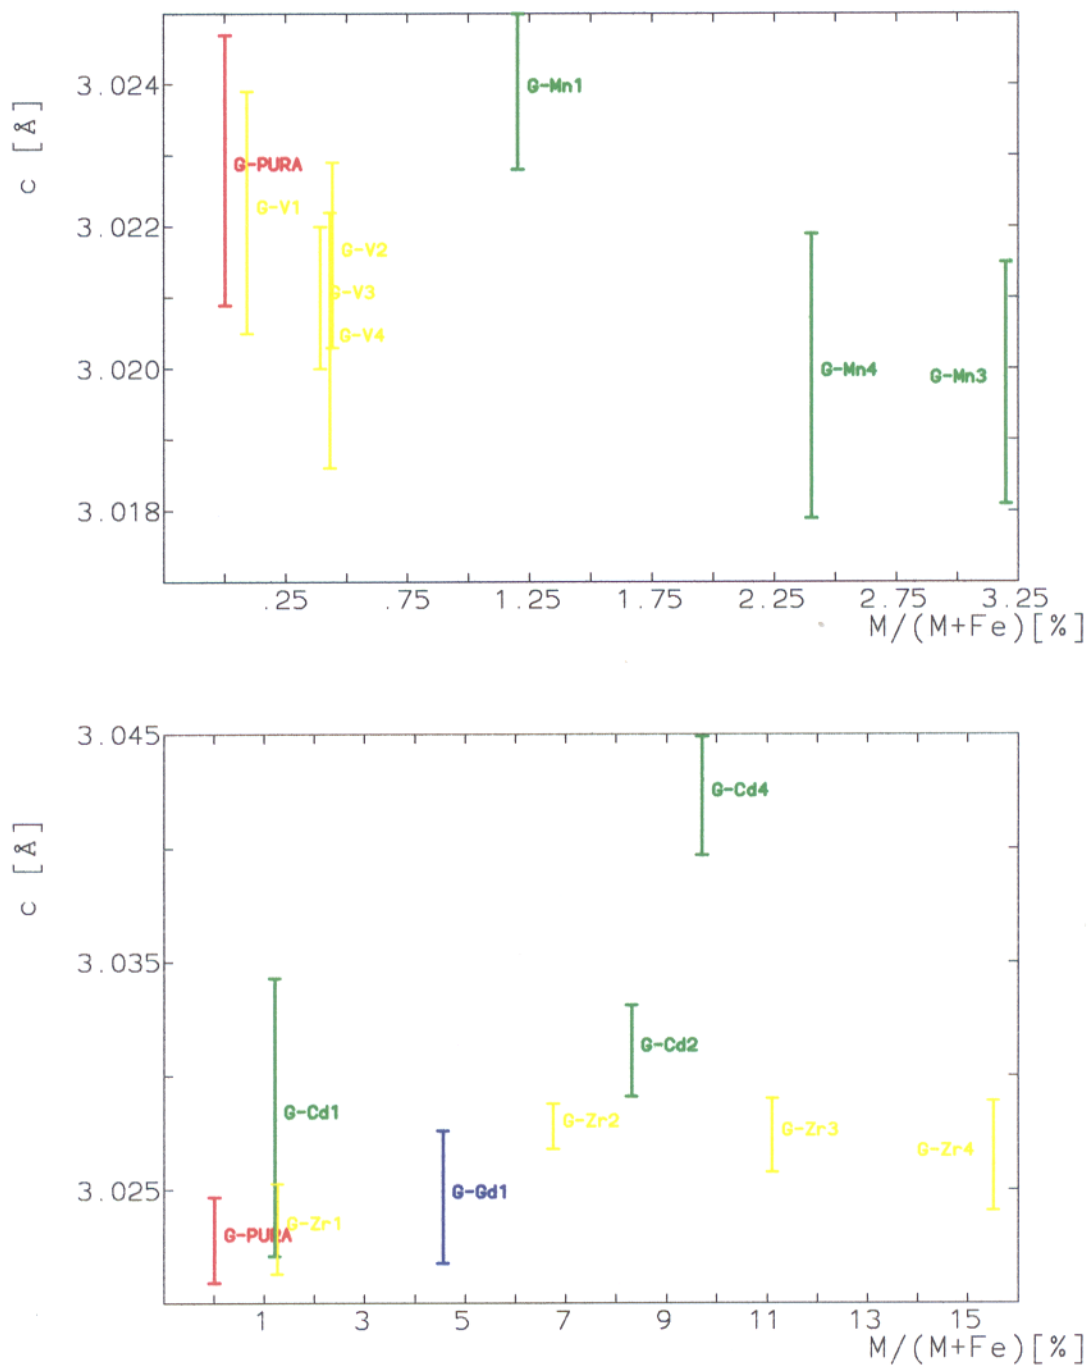 3.024
c [Å]
G-Mn1
G-PURA
G-V1
3.022
G-V2
G-V3
G-V4
3.020
G-Mn4
G-Mn3
3.018
.25 .75 1.25 1.75 2.25 2.75 3.25
M/(M+Fe)[%]
3.045
G-Cd4
c [Å]
3.035
G-Cd2
G-Cd1
G-Zr2
G-Zr3
G-Zr4
3.025
G-Gd1
G-Zr1
G-PURA
1 3 5 7 9 11 13 15
M/(M+Fe)[%]